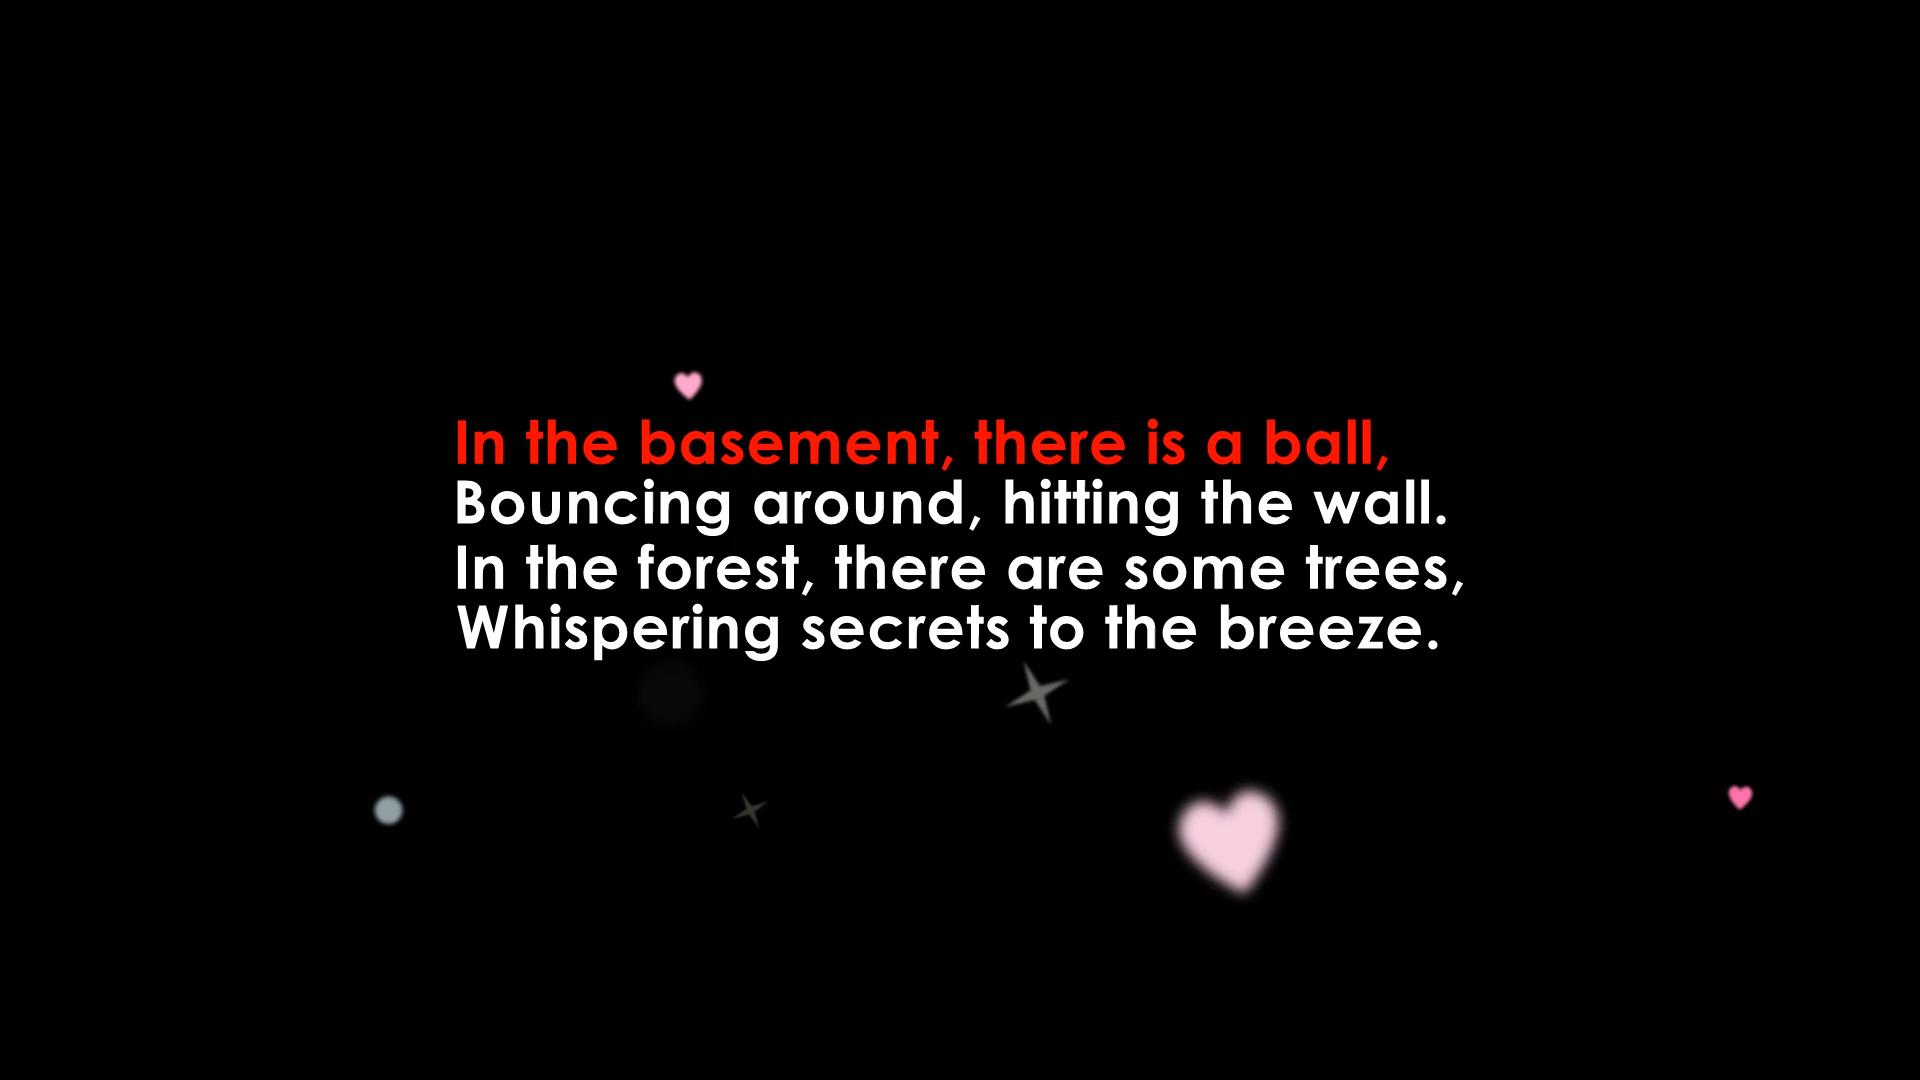 In the basement, there is a ball,
Bouncing around, hitting the wall.
In the forest, there are some trees,
Whispering secrets to the breeze.